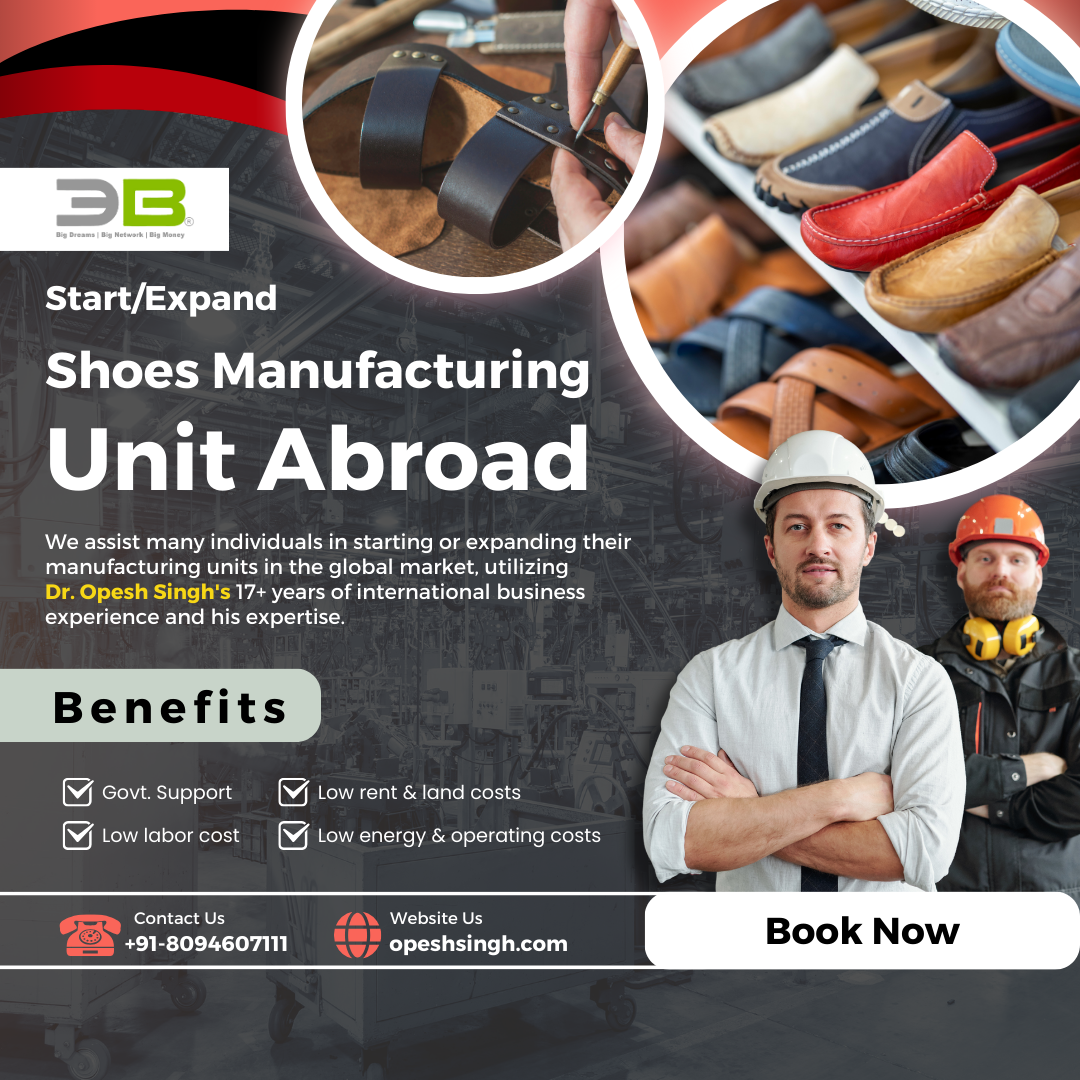 3B®
Big Dreams | Big Network | Big Money
Start/Expand
Shoes Manufacturing
Unit Abroad
We assist many individuals in starting or expanding their
manufacturing units in the global market, utilizing
Dr. Opesh Singh's 17+ years of international business
experience and his expertise.
Benefits
Govt. Support
Low rent & land costs
Low labor cost
Low energy & operating costs
Contact Us
+91-8094607111
Website Us
opeshsingh.com
Book Now